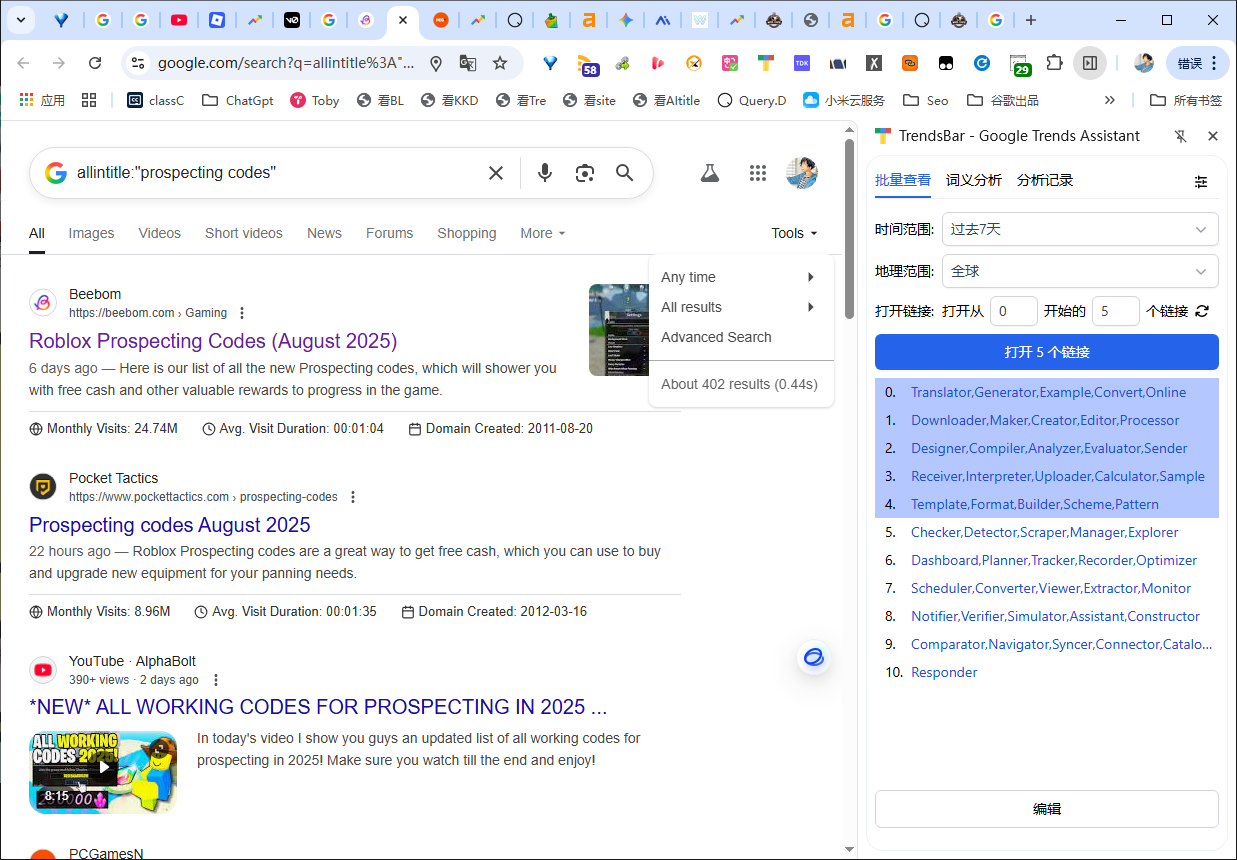 google.com/search?q=allintitle%3A"...
58
TDK
29
错误
应用
classC
ChatGpt
Toby
看BL
看KKD
看Tre
看site
看AItitle
Query.D
小米云服务
Seo
谷歌出品
所有书签
allintitle:"prospecting codes"
All
Images
Videos
Short videos
News
Forums
Shopping
More
Tools
Any time
All results
Advanced Search
About 402 results (0.44s)
Beebom
https://beebom.com › Gaming
Roblox Prospecting Codes (August 2025)
6 days ago — Here is our list of all the new Prospecting codes, which will shower you
with free cash and other valuable rewards to progress in the game.
Monthly Visits: 24.74M
Avg. Visit Duration: 00:01:04
Domain Created: 2011-08-20
Pocket Tactics
https://www.pockettactics.com › prospecting-codes
Prospecting codes August 2025
22 hours ago — Roblox Prospecting codes are a great way to get free cash, which you can use to buy
and upgrade new equipment for your panning needs.
Monthly Visits: 8.96M
Avg. Visit Duration: 00:01:35
Domain Created: 2012-03-16
YouTube · AlphaBolt
390+ views · 2 days ago
*NEW* ALL WORKING CODES FOR PROSPECTING IN 2025 ...
ALL WORKING
CODES 2025!
8:15
In today's video I show you guys an updated list of all working codes for
prospecting in 2025! Make sure you watch till the end and enjoy!
PCGamesN
TrendsBar - Google Trends Assistant
批量查看
词义分析
分析记录
时间范围:
过去7天
地理范围:
全球
打开链接: 打开从 0 开始的 5 个链接
打开 5 个链接
0. Translator,Generator,Example,Convert,Online
1. Downloader,Maker,Creator,Editor,Processor
2. Designer,Compiler,Analyzer,Evaluator,Sender
3. Receiver,Interpreter,Uploader,Calculator,Sample
4. Template,Format,Builder,Scheme,Pattern
5. Checker,Detector,Scraper,Manager,Explorer
6. Dashboard,Planner,Tracker,Recorder,Optimizer
7. Scheduler,Converter,Viewer,Extractor,Monitor
8. Notifier,Verifier,Simulator,Assistant,Constructor
9. Comparator,Navigator,Syncer,Connector,Catalo...
10. Responder
编辑